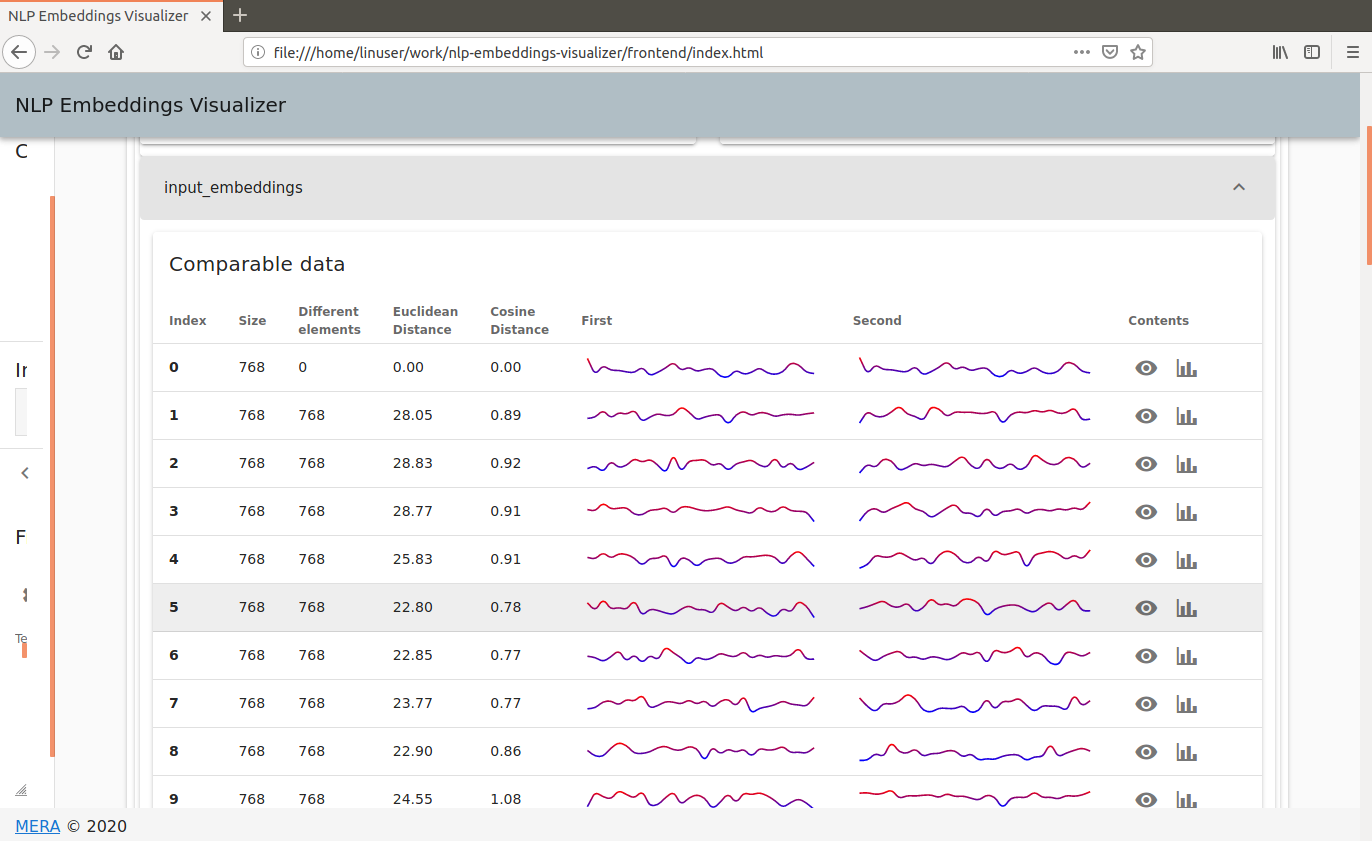 NLP Embeddings Visualizer
file:///home/linuser/work/nlp-embeddings-visualizer/frontend/index.html
NLP Embeddings Visualizer
C
input_embeddings
Comparable data
Index Size Different elements Euclidean Distance Cosine Distance First Second Contents
0 768 0 0.00 0.00
1 768 768 28.05 0.89
2 768 768 28.83 0.92
3 768 768 28.77 0.91
4 768 768 25.83 0.91
5 768 768 22.80 0.78
6 768 768 22.85 0.77
7 768 768 23.77 0.77
8 768 768 22.90 0.86
9 768 768 24.55 1.08
F
Te
MERA © 2020